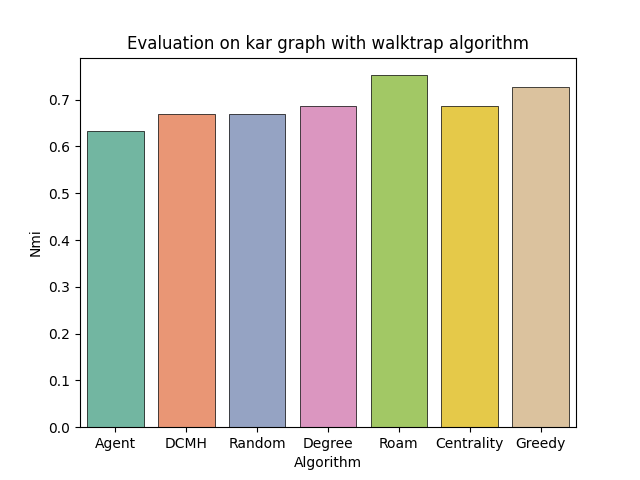 Evaluation on kar graph with walktrap algorithm
0.7
0.6
0.5
0.4
0.3
0.2
0.1
0.0
Nmi
Agent DCMH Random Degree Roam Centrality Greedy
Algorithm